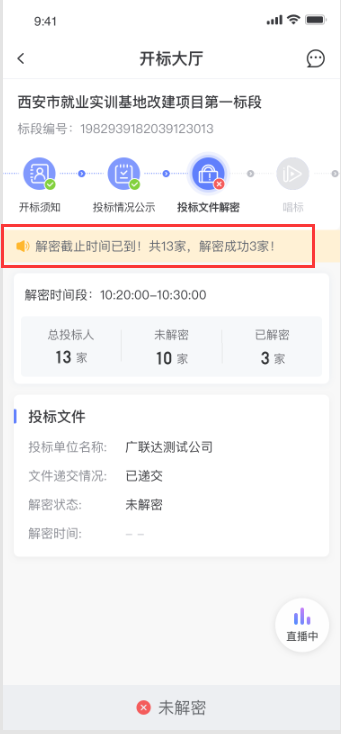 9:41
开标大厅
西安市就业实训基地改建项目第一标段
标段编号：1982939182039123013
开标须知
投标情况公示
投标文件解密
唱标
解密截止时间已到！共13家，解密成功3家！
解密时间段：10:20:00-10:30:00
总投标人 未解密 已解密
13 家 10 家 3 家
投标文件
投标单位名称: 广联达测试公司
文件递交情况: 已递交
解密状态: 未解密
解密时间: – –
直播中
未解密